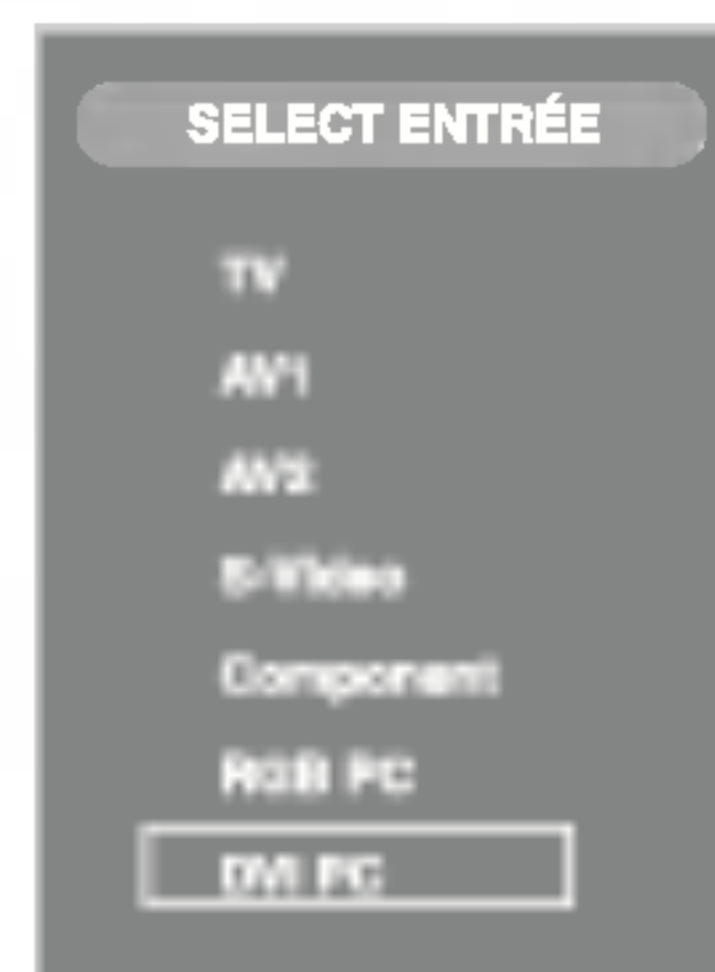 SELECT ENTRÉE
TV
AV1
AV2
S-Video
Component
RGB PC
DVI PC